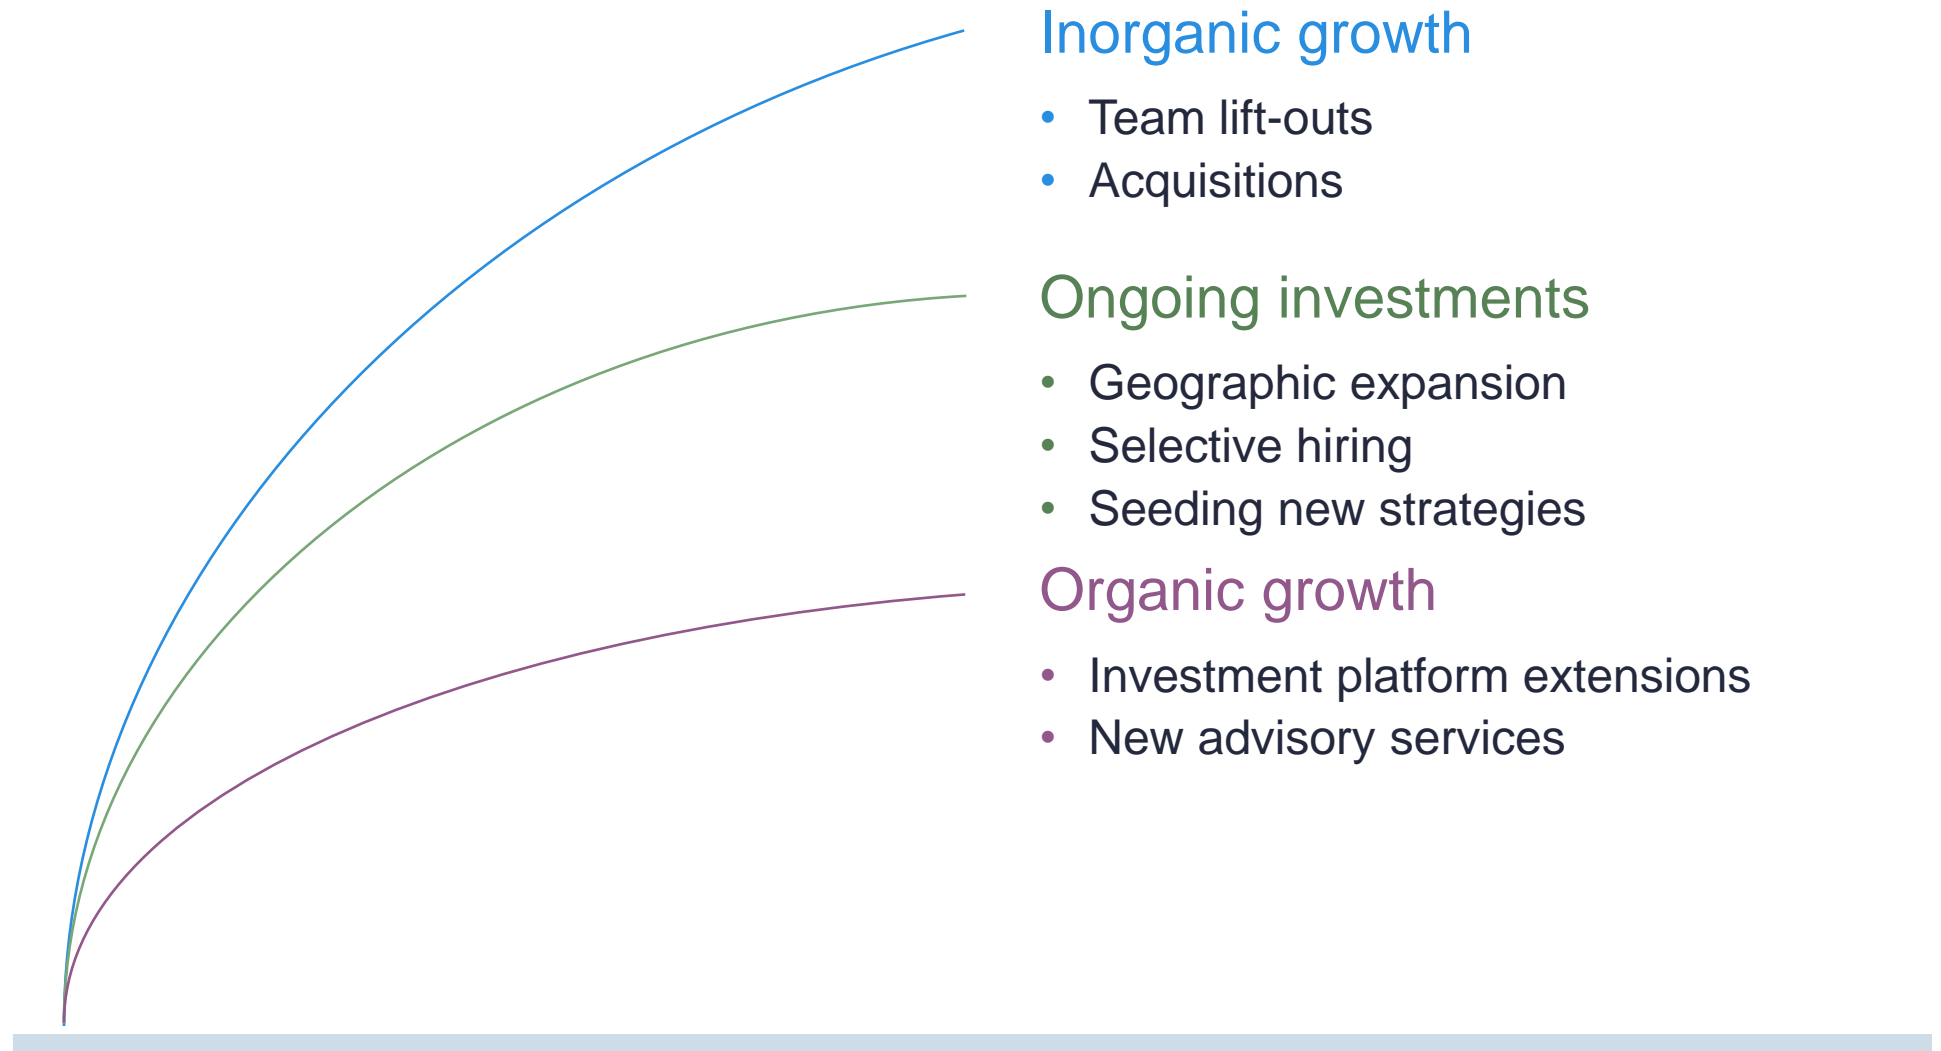 Inorganic growth
• Team lift-outs
• Acquisitions
Ongoing investments
• Geographic expansion
• Selective hiring
• Seeding new strategies
Organic growth
• Investment platform extensions
• New advisory services